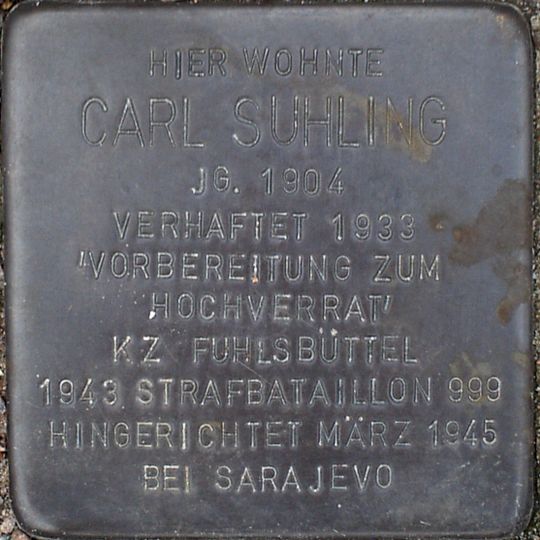 HIER WOHNTE
CARL SUHLING
JG. 1904
VERHAFTET 1933
'VORBEREITUNG ZUM
HOCHVERRAT'
KZ FUHLSBÜTTEL
1943 STRAFBATAILLON 999
HINGERICHTET MÄRZ 1945
BEI SARAJEVO